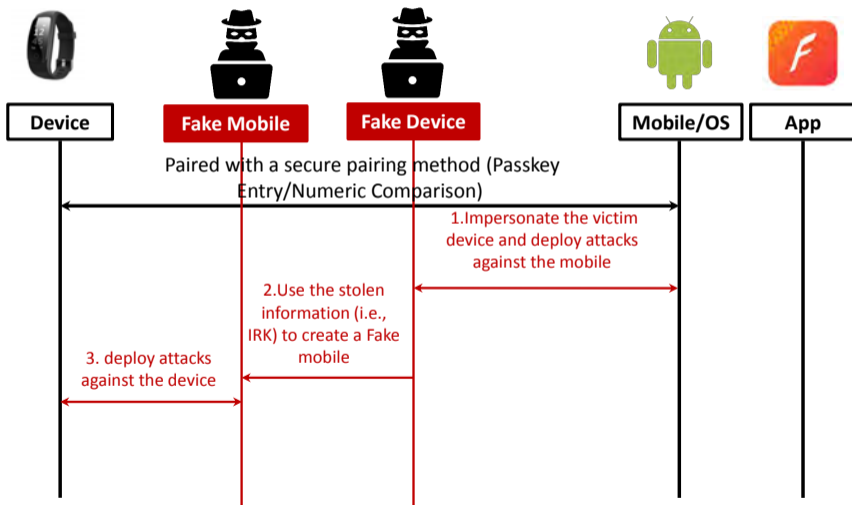 Device
Fake Mobile
Fake Device
Mobile/OS
App
F
Paired with a secure pairing method (Passkey
Entry/Numeric Comparison)
1.Impersonate the victim
device and deploy attacks
against the mobile
2.Use the stolen
information (i.e.,
IRK) to create a Fake
mobile
3. deploy attacks
against the device